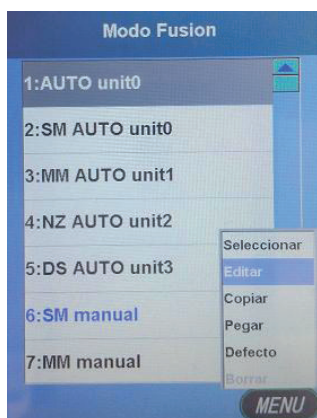 Modo Fusion
1:AUTO unit0
2:SM AUTO unit0
3:MM AUTO unit1
4:NZ AUTO unit2
5:DS AUTO unit3
6:SM manual
7:MM manual
Seleccionar
Editar
Copiar
Pegar
Defecto
Borrar
MENU